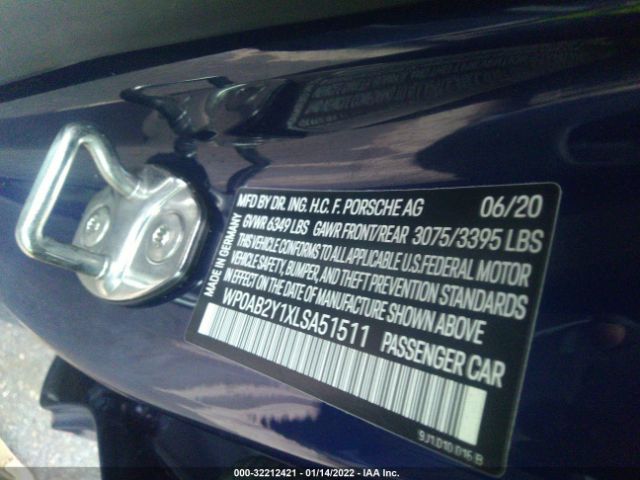 MFD BY DR. ING. H.C. F. PORSCHE AG 06/20
GVWR 6349 LBS GAWR FRONT/REAR 3075/3395 LBS
THIS VEHICLE CONFORMS TO ALL APPLICABLE U.S. FEDERAL MOTOR
VEHICLE SAFETY, BUMPER, AND THEFT PREVENTION STANDARDS
IN EFFECT ON THE DATE OF MANUFACTURE SHOWN ABOVE
WP0AB2Y1XLSA51511 PASSENGER CAR
MADE IN GERMANY
9J1.010.016.B
000-32212421 - 01/14/2022 - IAA Inc.